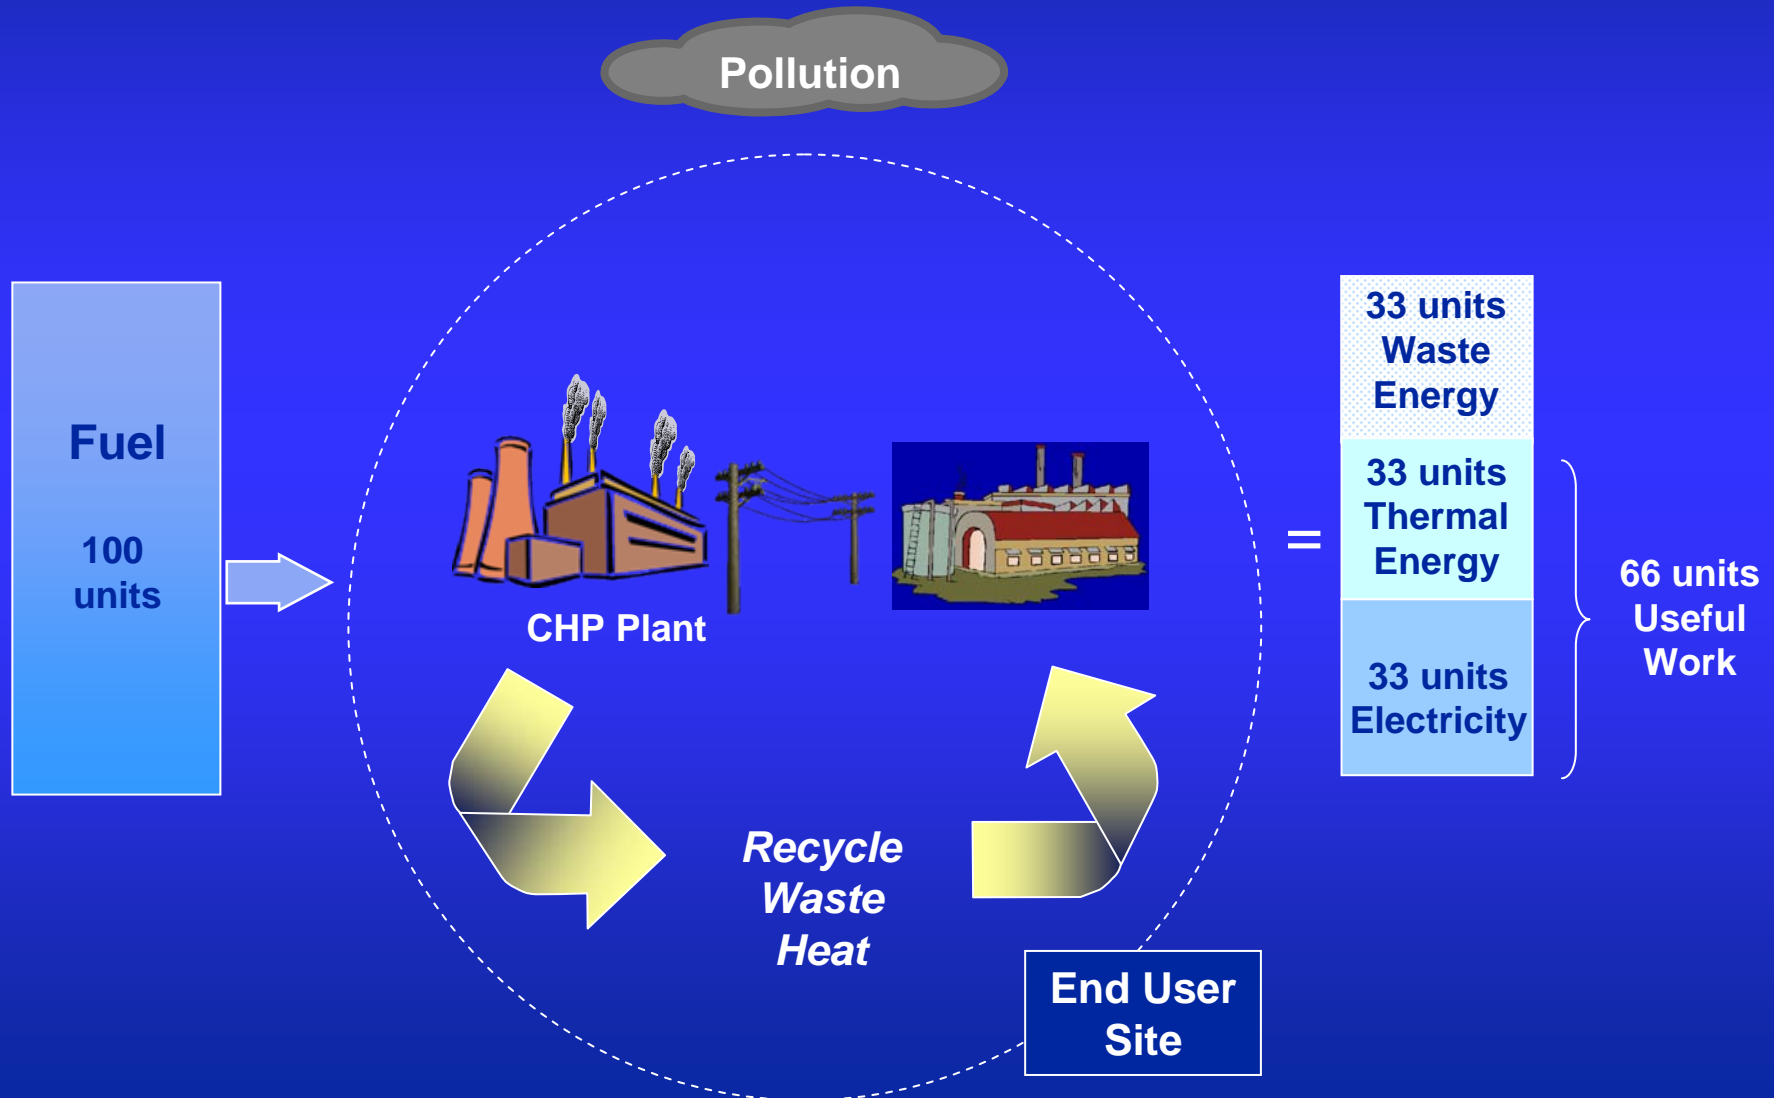 Pollution
Fuel
100
units
CHP Plant
Recycle
Waste
Heat
End User
Site
=
33 units
Waste
Energy
33 units
Thermal
Energy
33 units
Electricity
66 units
Useful
Work